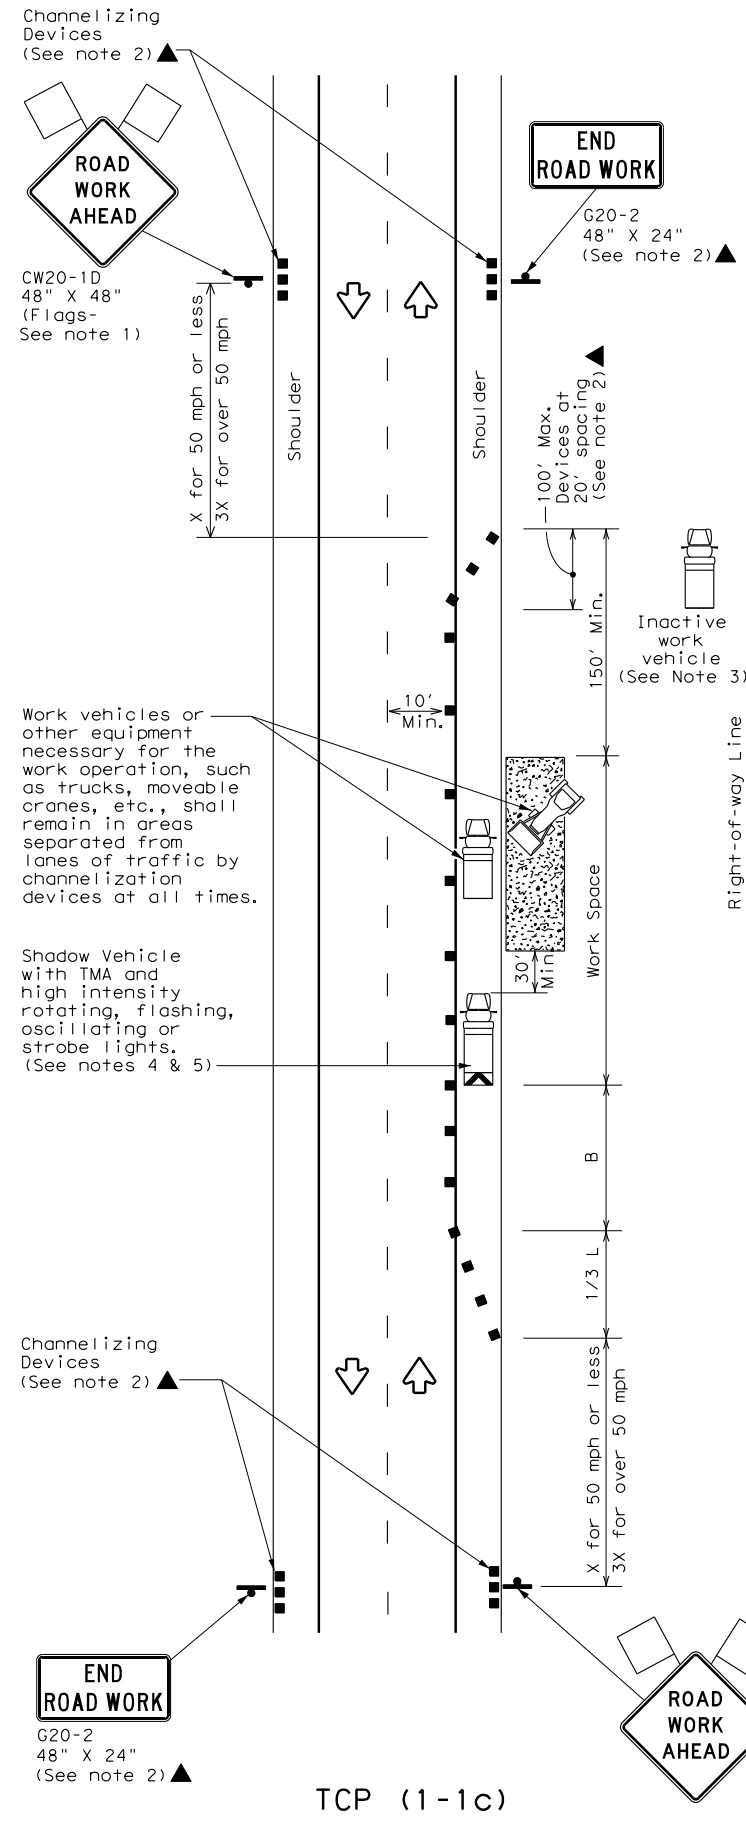 Channelizing
Devices
(See note 2)
ROAD
WORK
AHEAD
CW20-1D
48" X 48"
(Flags-
See note 1)
END
ROAD WORK
G20-2
48" X 24"
(See note 2)
X for 50 mph or less
3X for over 50 mph
Shoulder
Shoulder
100' Max.
Devices at
20' spacing
(See note 2)
150' Min.
Inactive
work
vehicle
(See Note 3)
10'
Min.
Work vehicles or
other equipment
necessary for the
work operation, such
as trucks, moveable
cranes, etc., shall
remain in areas
separated from
lanes of traffic by
channelization
devices at all times.
Right-of-way Line
Work Space
30'
Min.
Shadow Vehicle
with TMA and
high intensity
rotating, flashing,
oscillating or
strobe lights.
(See notes 4 & 5)
B
1/3 L
Channelizing
Devices
(See note 2)
X for 50 mph or less
3X for over 50 mph
END
ROAD WORK
G20-2
48" X 24"
(See note 2)
ROAD
WORK
AHEAD
TCP (1-1c)